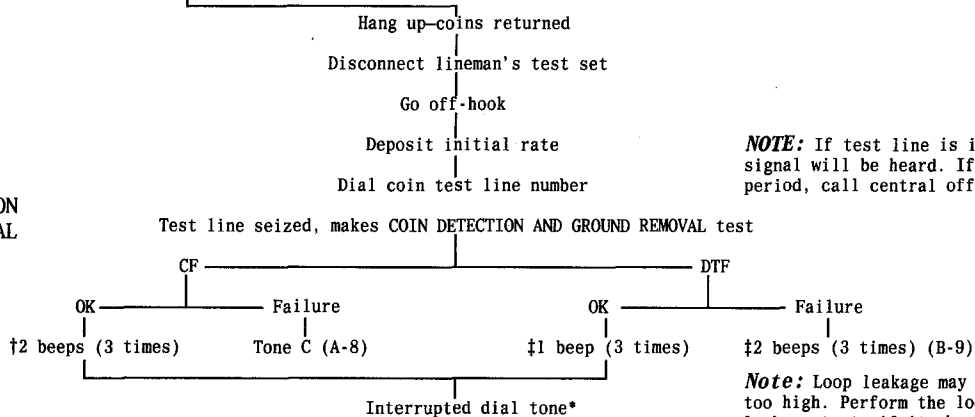 Hang up—coins returned
Disconnect lineman's test set
Go off-hook
Deposit initial rate
NOTE: If test line is i
signal will be heard. If
period, call central off
Dial coin test line number
ON
AL
Test line seized, makes COIN DETECTION AND GROUND REMOVAL test
CF
DTF
OK
Failure
OK
Failure
†2 beeps (3 times)
Tone C (A-8)
‡1 beep (3 times)
‡2 beeps (3 times) (B-9)
Note: Loop leakage may
too high. Perform the lo
Interrupted dial tone*